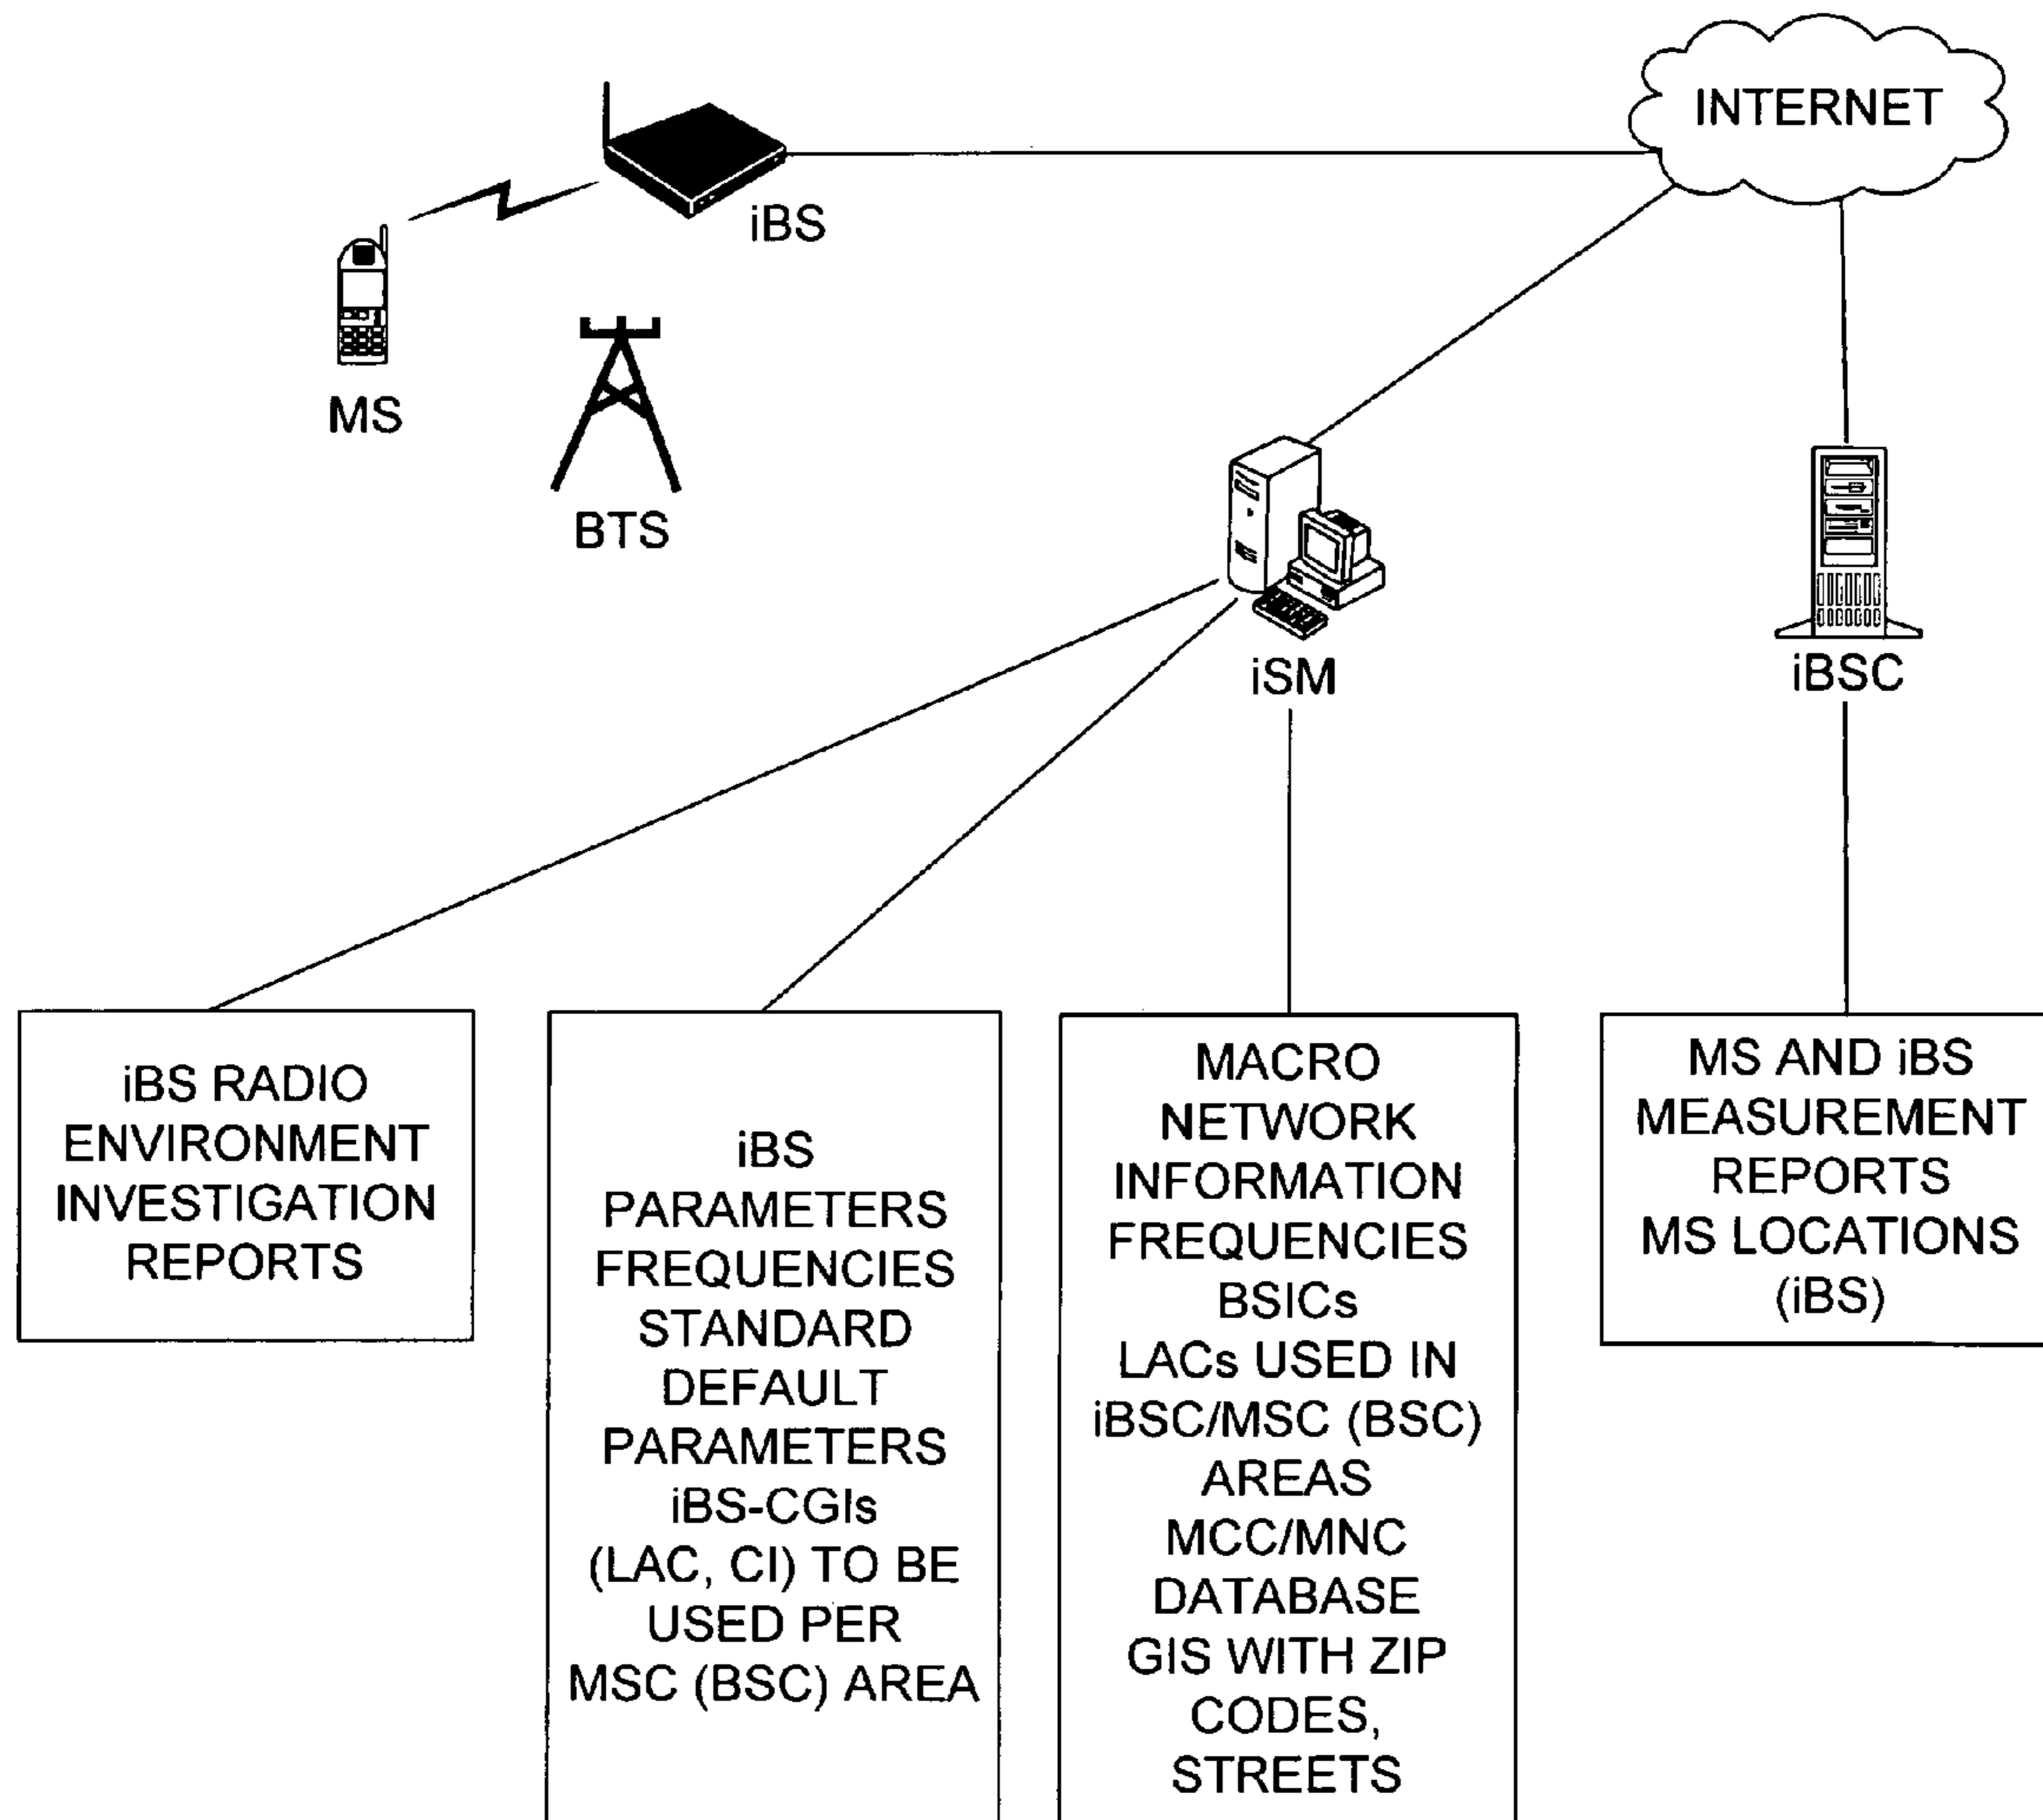 INTERNET
iBS
MS
BTS
iSM
iBSC
iBS RADIO
ENVIRONMENT
INVESTIGATION
REPORTS
iBS
PARAMETERS
FREQUENCIES
STANDARD
DEFAULT
PARAMETERS
iBS-CGIs
(LAC, CI) TO BE
USED PER
MSC (BSC) AREA
MACRO
NETWORK
INFORMATION
FREQUENCIES
BSICs
LACs USED IN
iBSC/MSC (BSC)
AREAS
MCC/MNC
DATABASE
GIS WITH ZIP
CODES,
STREETS
MS AND iBS
MEASUREMENT
REPORTS
MS LOCATIONS
(iBS)